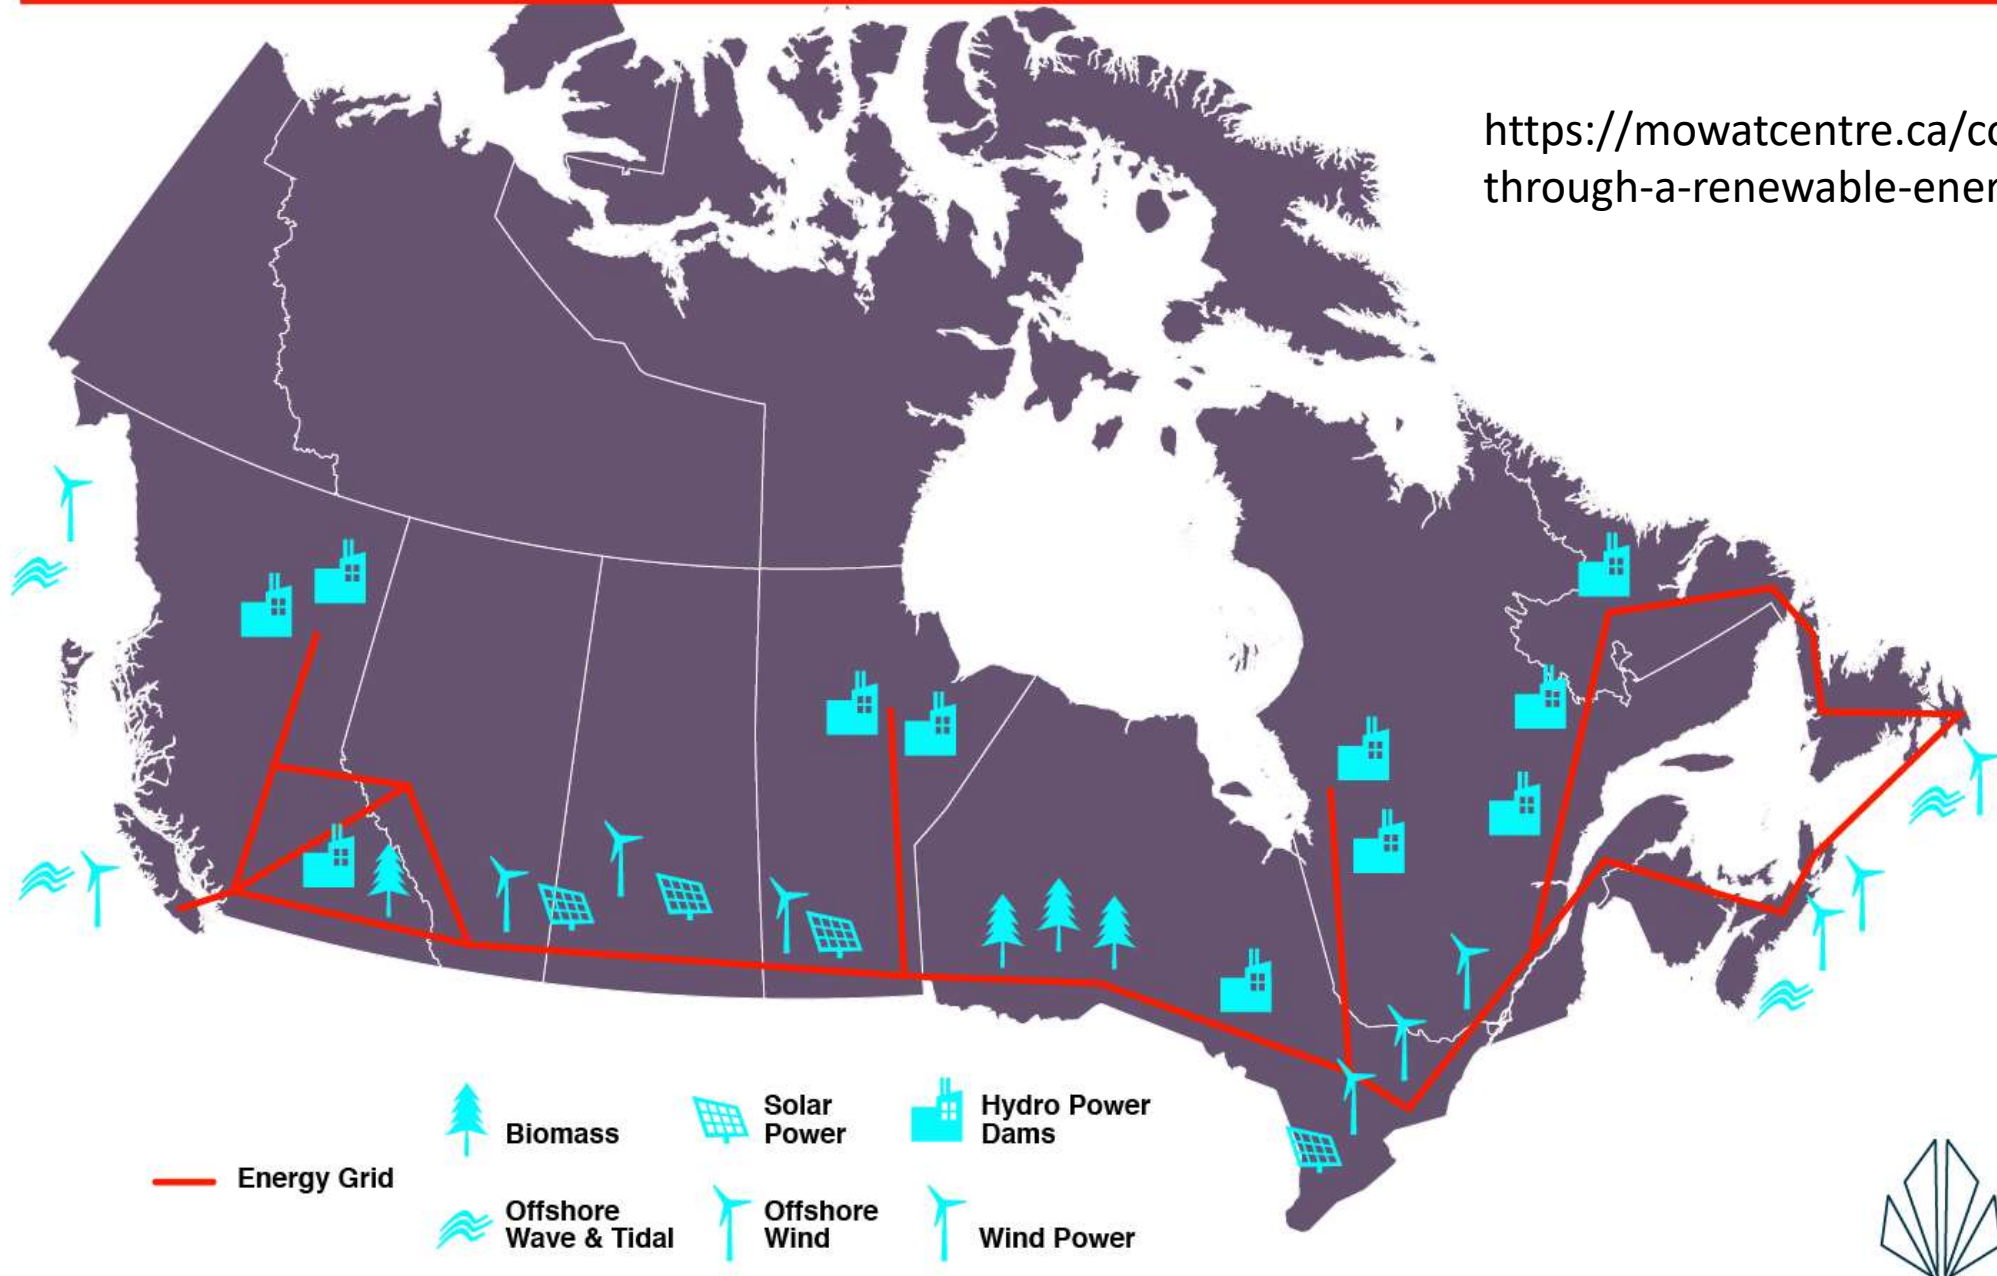 https://mowatcentre.ca/co
through-a-renewable-ener
Biomass
Solar
Power
Hydro Power
Dams
Energy Grid
Offshore
Wave & Tidal
Offshore
Wind
Wind Power